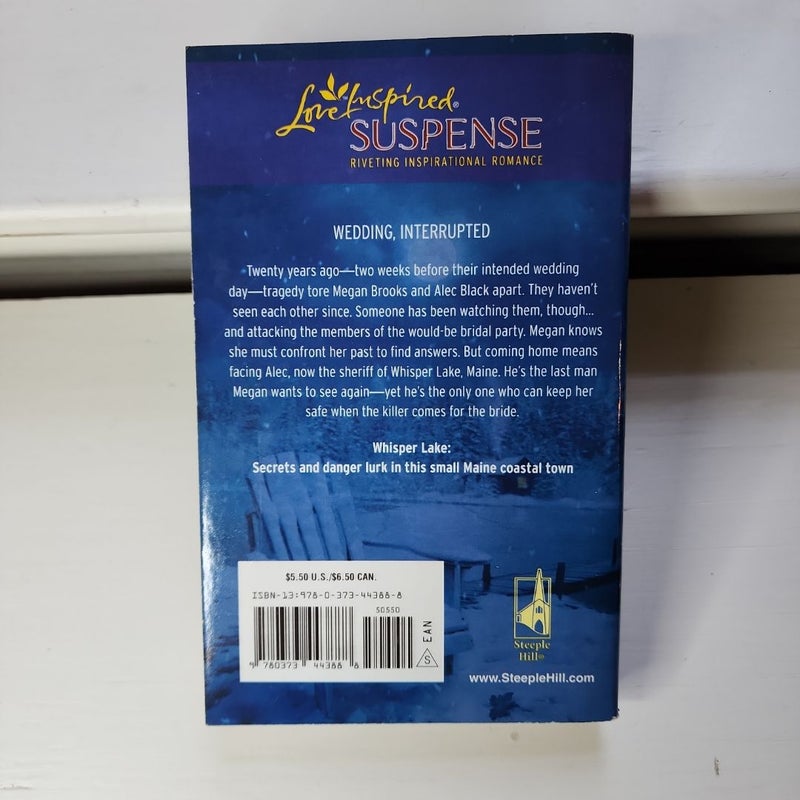 Love Inspired®
SUSPENSE
RIVETING INSPIRATIONAL ROMANCE
WEDDING, INTERRUPTED
Twenty years ago—two weeks before their intended wedding
day—tragedy tore Megan Brooks and Alec Black apart. They haven't
seen each other since. Someone has been watching them, though...
and attacking the members of the would-be bridal party. Megan knows
she must confront her past to find answers. But coming home means
facing Alec, now the sheriff of Whisper Lake, Maine. He's the last man
Megan wants to see again—yet he's the only one who can keep her
safe when the killer comes for the bride.
Whisper Lake:
Secrets and danger lurk in this small Maine coastal town
$5.50 U.S./$6.50 CAN.
ISBN-13:978-0-373-44388-8
50550
9 780373 443888
EAN
S
Steeple
Hill®
www.SteepleHill.com